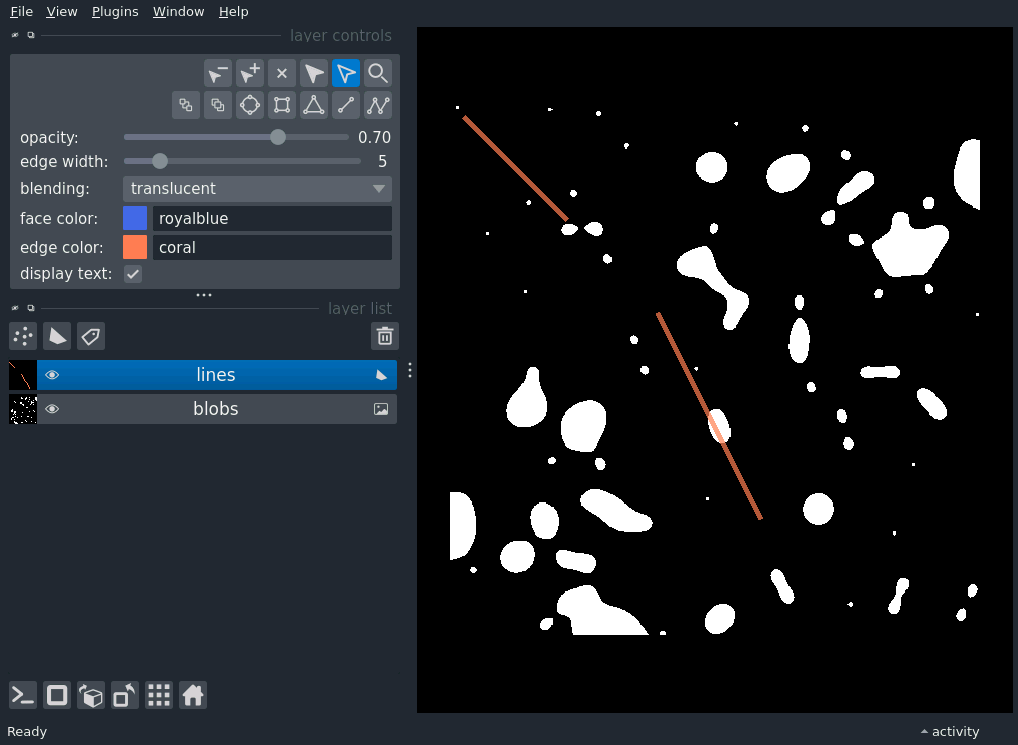 File View Plugins Window Help
layer controls
opacity: 0.70
edge width: 5
blending: translucent
face color: royalblue
edge color: coral
display text:
layer list
lines
blobs
Ready activity